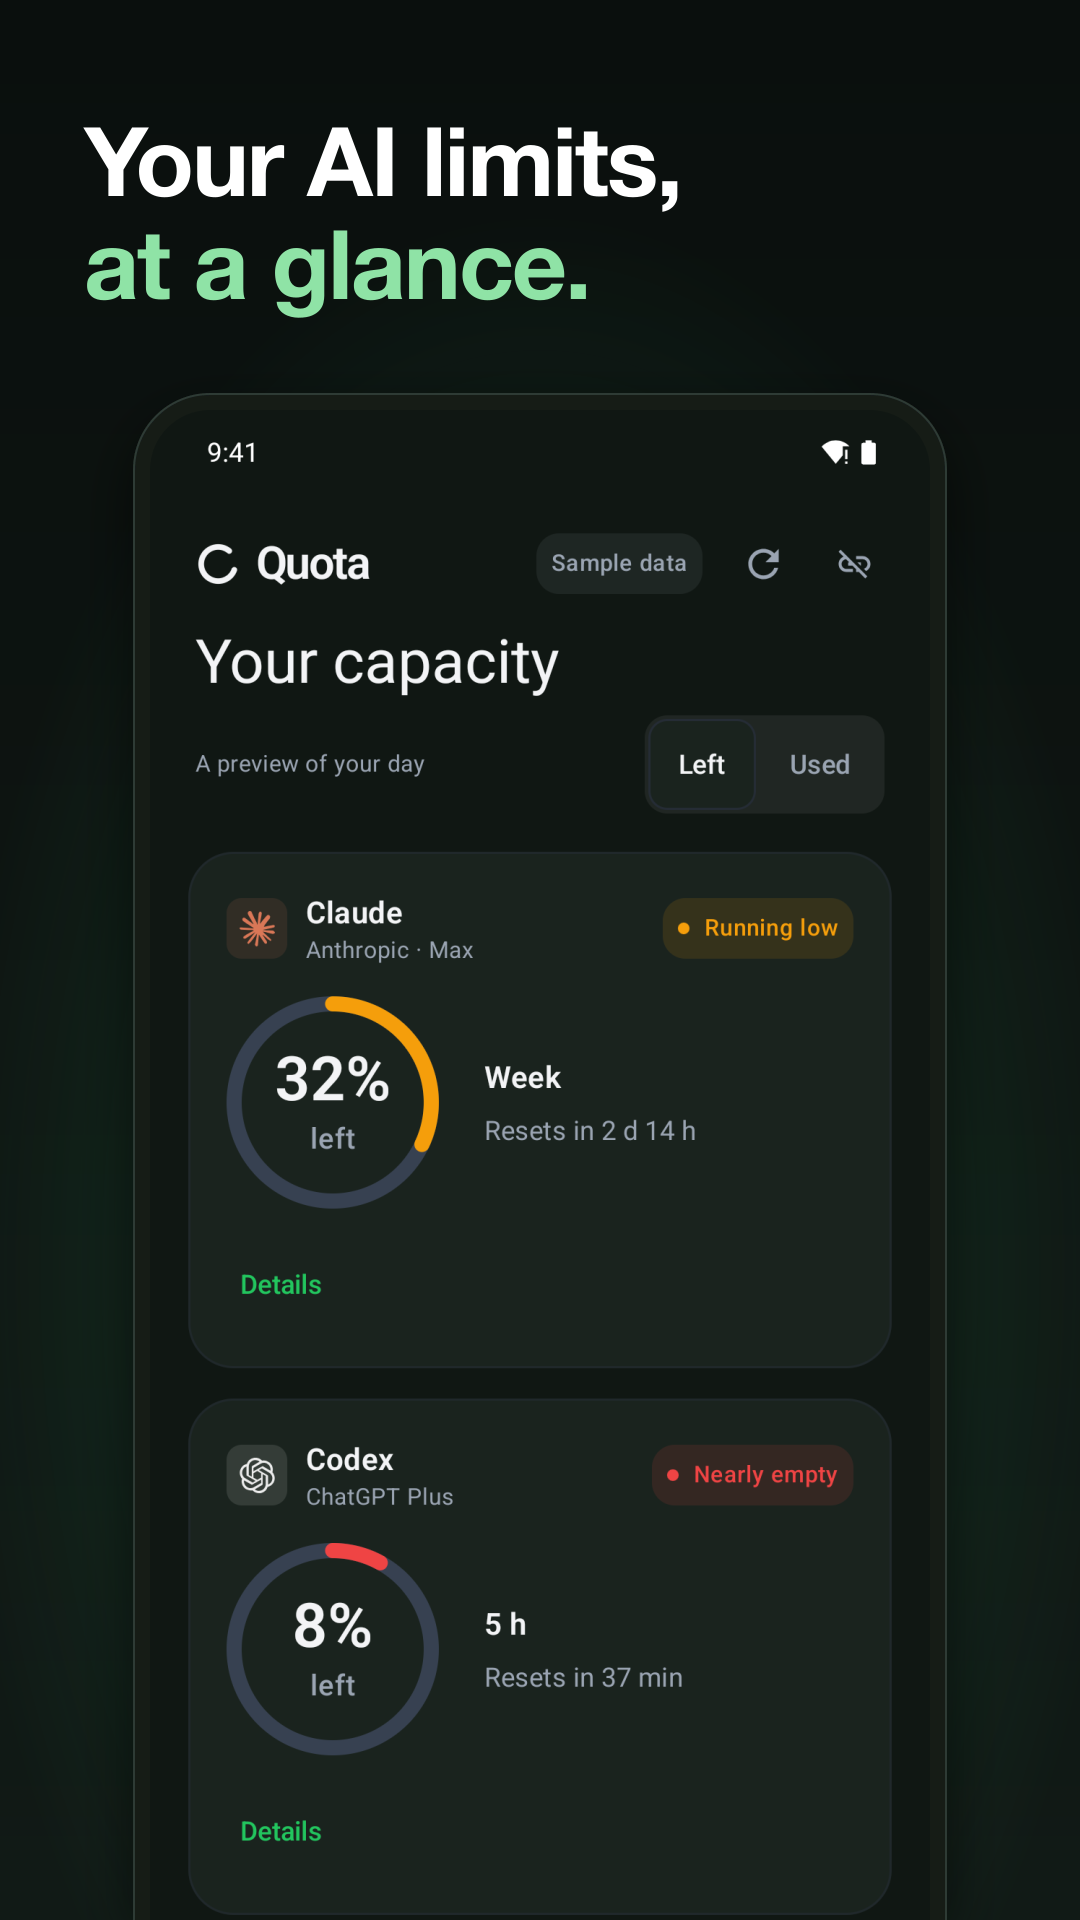 Your AI limits,
at a glance.
9:41
Quota
Sample data
Your capacity
A preview of your day
Left
Used
Claude
Anthropic · Max
Running low
32%
left
Week
Resets in 2 d 14 h
Details
Codex
ChatGPT Plus
Nearly empty
8%
left
5 h
Resets in 37 min
Details